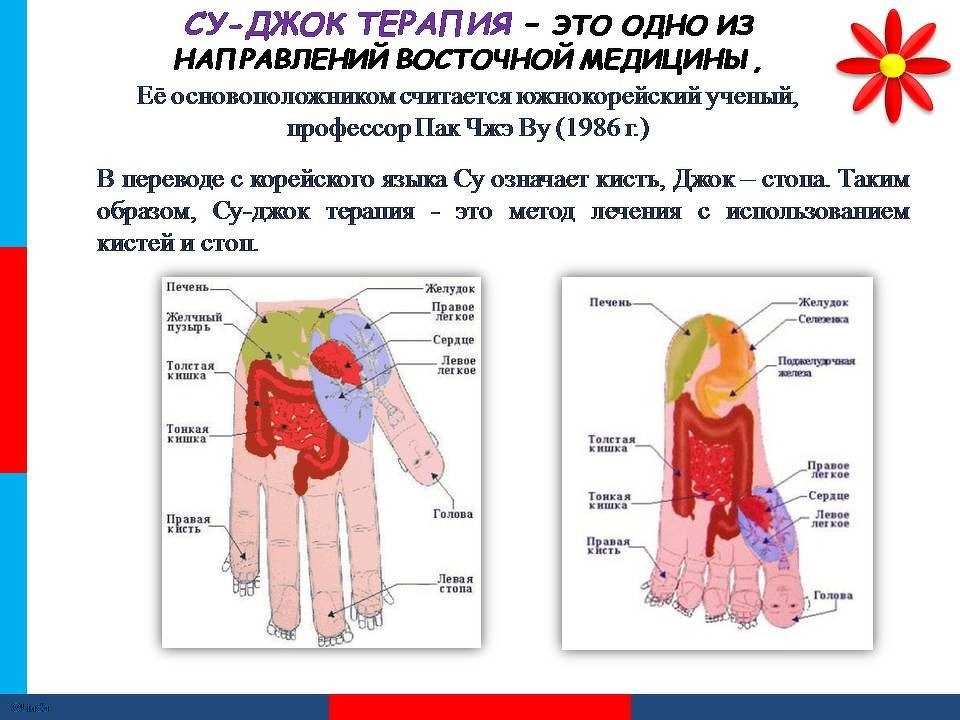 СУ-ДЖОК ТЕРАПИЯ – ЭТО ОДНО ИЗ
НАПРАВЛЕНИЙ ВОСТОЧНОЙ МЕДИЦИНЫ ,
Её основоположником считается южнокорейский ученый,
профессор Пак Чжэ Ву (1986 г.)
В переводе с корейского языка Су означает кисть, Джок – стопа. Таким
образом, Су-джок терапия - это метод лечения с использованием
кистей и стоп.
Печень
Желчный
пузырь
Толстая
кишка
Тонкая
кишка
Правая
кисть
Желудок
Правое
легкое
Сердце
Левое
легкое
Голова
Левая
стопа
Печень
Толстая
кишка
Тонкая
кишка
Правая
кисть
Желудок
Селезенка
Поджелудочная
железа
Правое
легкое
Сердце
Левое
легкое
Голова